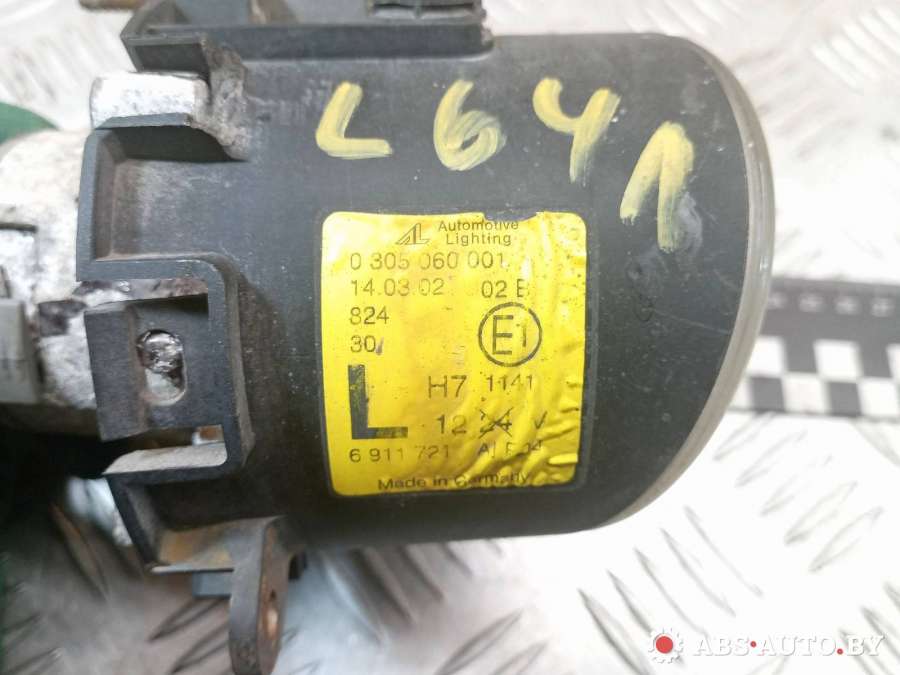 L641
AL Automotive
Lighting
0 305 060 001
14.03.02 02 B
824
30
E1
L H7 1141
12 24 V
6 911 721
Made in Germany
ABS-AUTO.BY